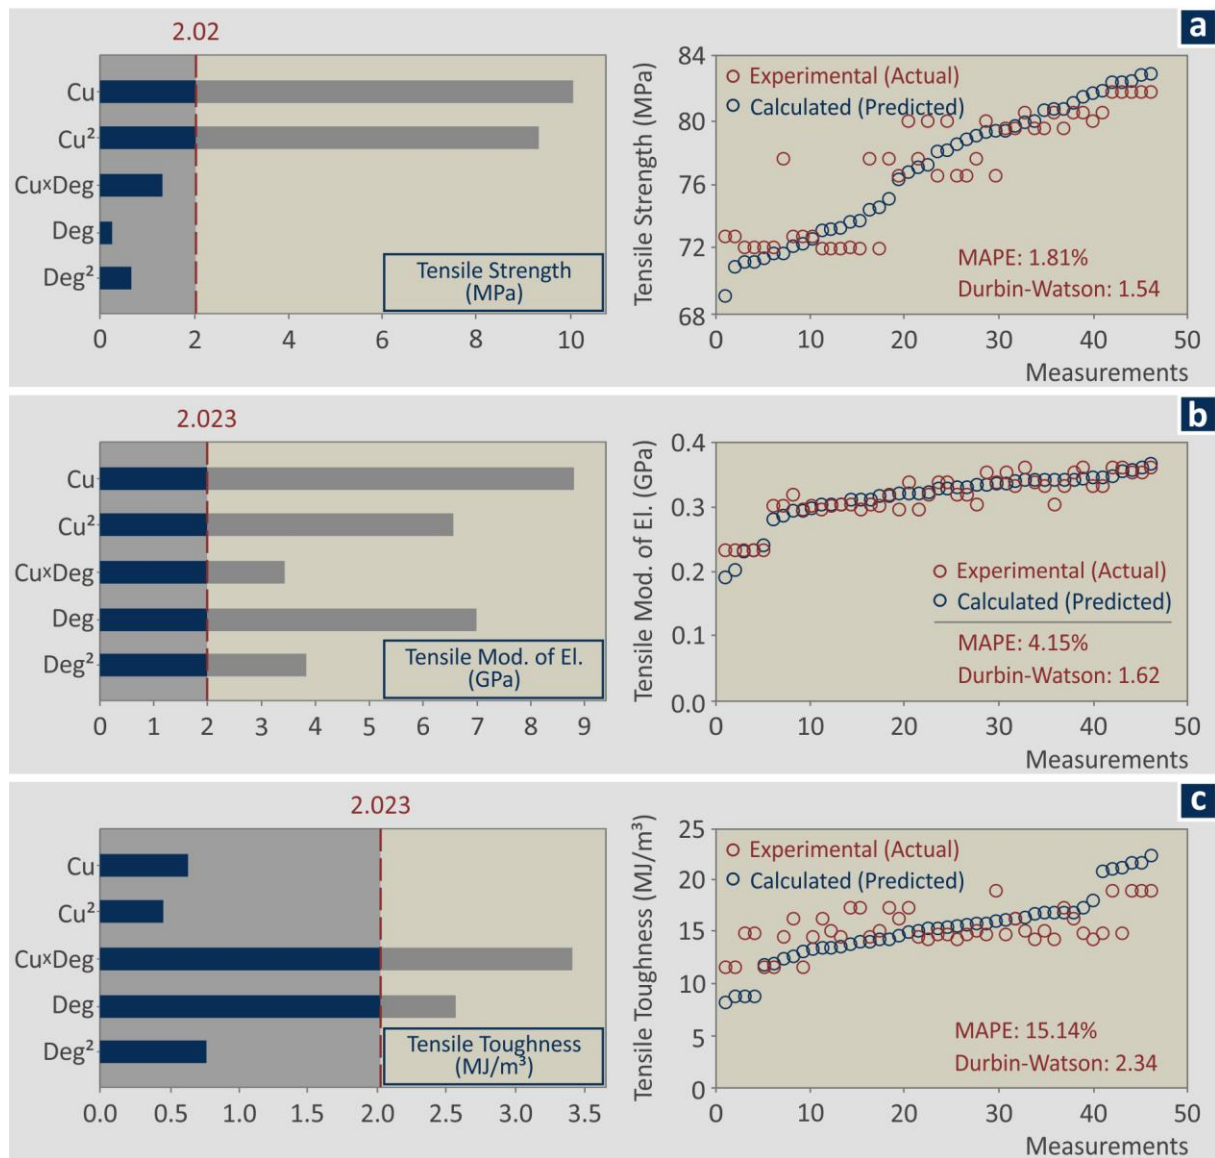 a
2.02
Cu
Cu²
CuˣDeg
Deg
Deg²
Tensile Strength
(MPa)
0 2 4 6 8 10
Tensile Strength (MPa)
84
80
76
72
68
Experimental (Actual)
Calculated (Predicted)
MAPE: 1.81%
Durbin-Watson: 1.54
0 10 20 30 40 50
Measurements
b
2.023
Cu
Cu²
CuˣDeg
Deg
Deg²
Tensile Mod. of El.
(GPa)
0 1 2 3 4 5 6 7 8 9
Tensile Mod. of El. (GPa)
0.4
0.3
0.2
0.1
0.0
Experimental (Actual)
Calculated (Predicted)
MAPE: 4.15%
Durbin-Watson: 1.62
0 10 20 30 40 50
Measurements
c
2.023
Cu
Cu²
CuˣDeg
Deg
Deg²
Tensile Toughness
(MJ/m³)
0.0 0.5 1.0 1.5 2.0 2.5 3.0 3.5
Tensile Toughness (MJ/m³)
25
20
15
10
5
0
Experimental (Actual)
Calculated (Predicted)
MAPE: 15.14%
Durbin-Watson: 2.34
0 10 20 30 40 50
Measurements